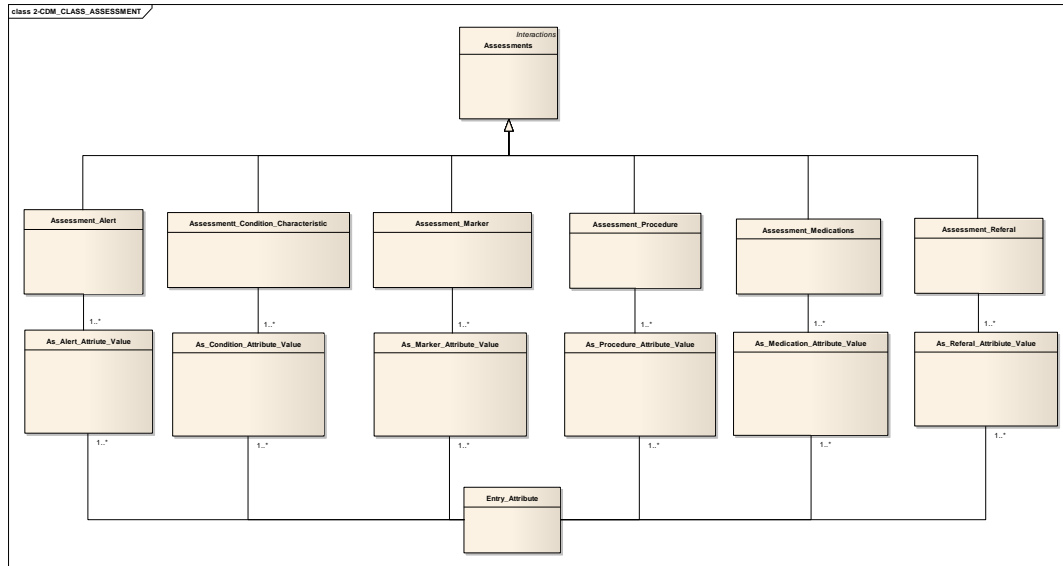 class 2-CDM_CLASS_ASSESSMENT
Interactions
Assessments
Assessment_Alert
Assessmentt_Condition_Characteristic
Assessment_Marker
Assessment_Procedure
Assessment_Medications
Assessment_Referal
1..*
1..*
1..*
1..*
1..*
1..*
As_Alert_Attriute_Value
As_Condition_Attribute_Value
As_Marker_Attribute_Value
As_Procedure_Attribute_Value
As_Medication_Attribute_Value
As_Referal_Attribiute_Value
1..*
1..*
1..*
1..*
1..*
1..*
Entry_Attribute